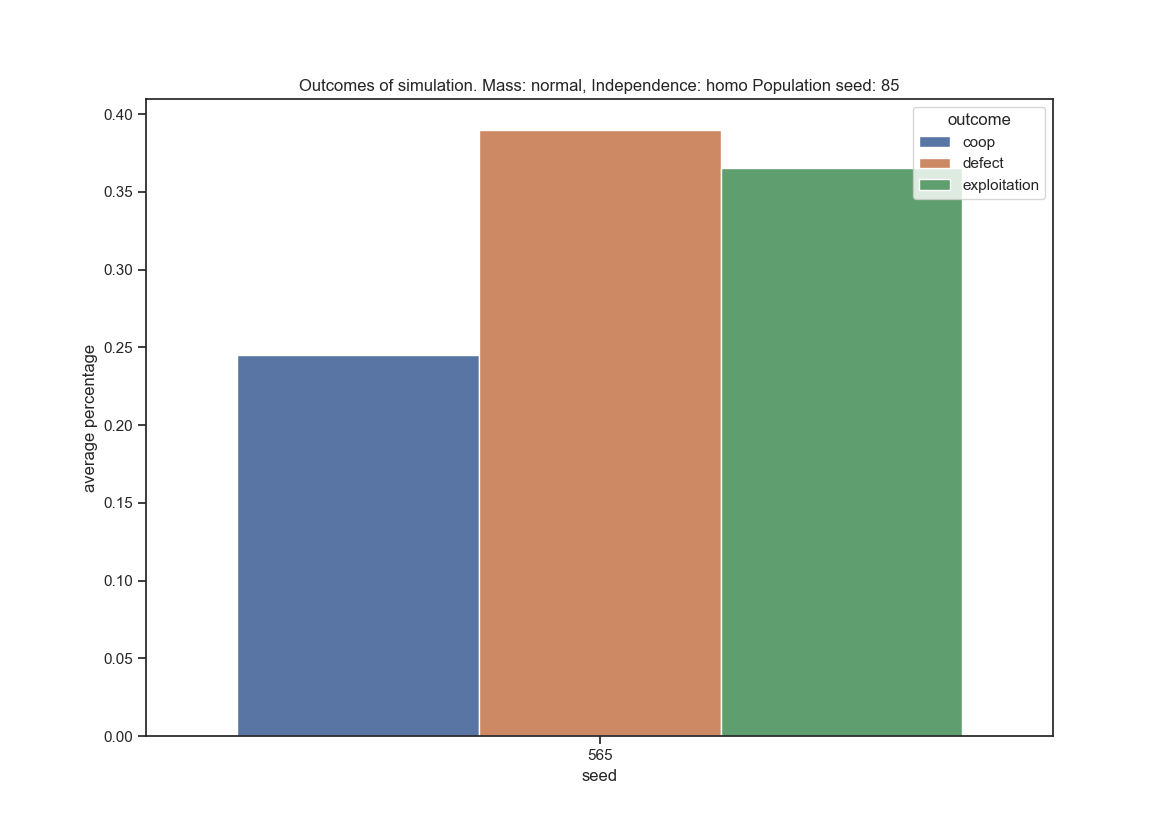 Outcomes of simulation. Mass: normal, Independence: homo Population seed: 85
outcome
coop
defect
exploitation
average percentage
0.40
0.35
0.30
0.25
0.20
0.15
0.10
0.05
0.00
565
seed